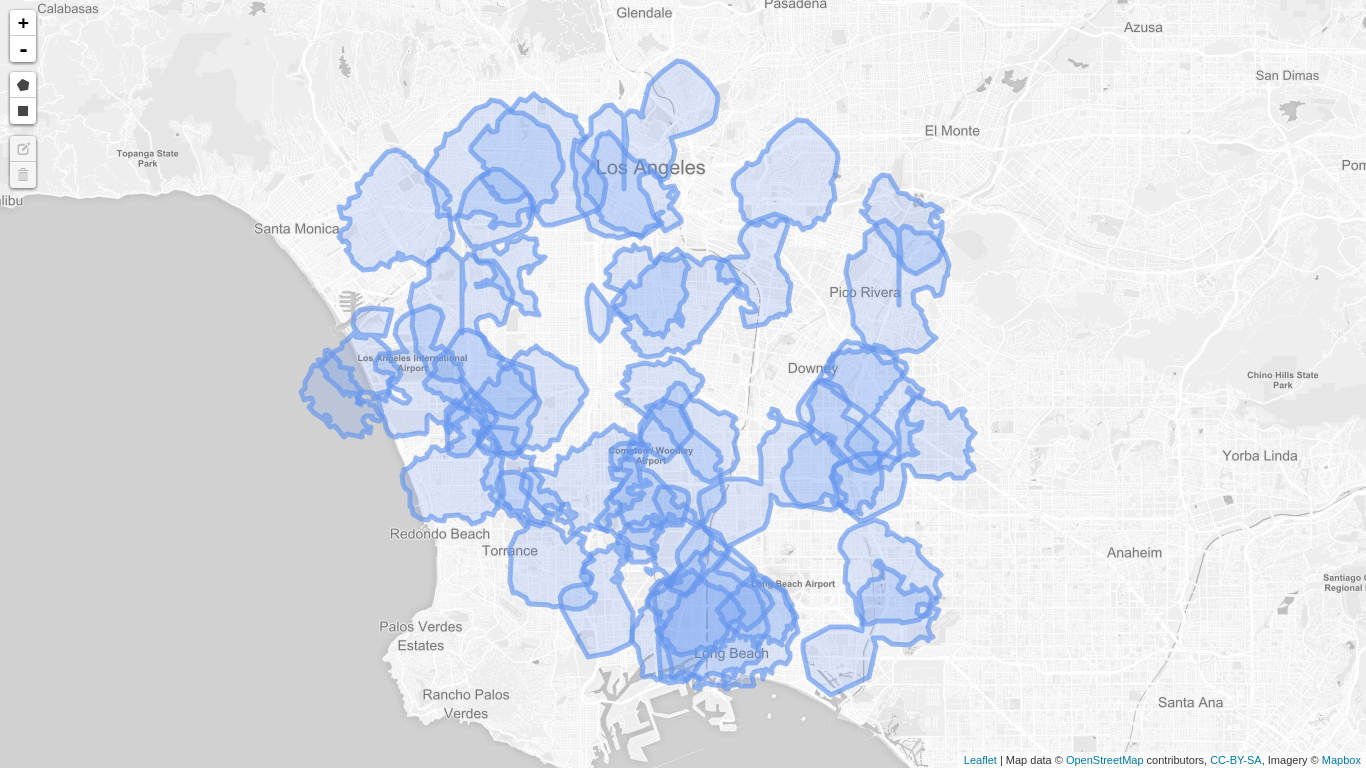 Calabasas
Glendale
Pasadena
Azusa
+
-
San Dimas
El Monte
Topanga State
Park
Los Angeles
Pom
libu
Santa Monica
Pico Rivera
Los Angeles International
Airport
Downey
Chino Hills State
Park
Compton / Woodley
Airport
Yorba Linda
Redondo Beach
Torrance
Anaheim
Long Beach Airport
Santiago
Regional
Palos Verdes
Estates
Long Beach
Rancho Palos
Verdes
Santa Ana
Leaflet | Map data © OpenStreetMap contributors, CC-BY-SA, Imagery © Mapbox